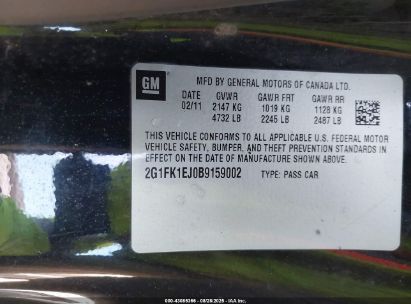 GM
MFD BY GENERAL MOTORS OF CANADA LTD.
DATE GVWR GAWR FRT GAWR RR
02/11 2147 KG 1019 KG 1128 KG
4732 LB 2245 LB 2487 LB
THIS VEHICLE CONFORMS TO ALL APPLICABLE U.S. FEDERAL MOTOR
VEHICLE SAFETY, BUMPER, AND THEFT PREVENTION STANDARDS IN
EFFECT ON THE DATE OF MANUFACTURE SHOWN ABOVE.
2G1FK1EJ0B9159002 TYPE: PASS CAR